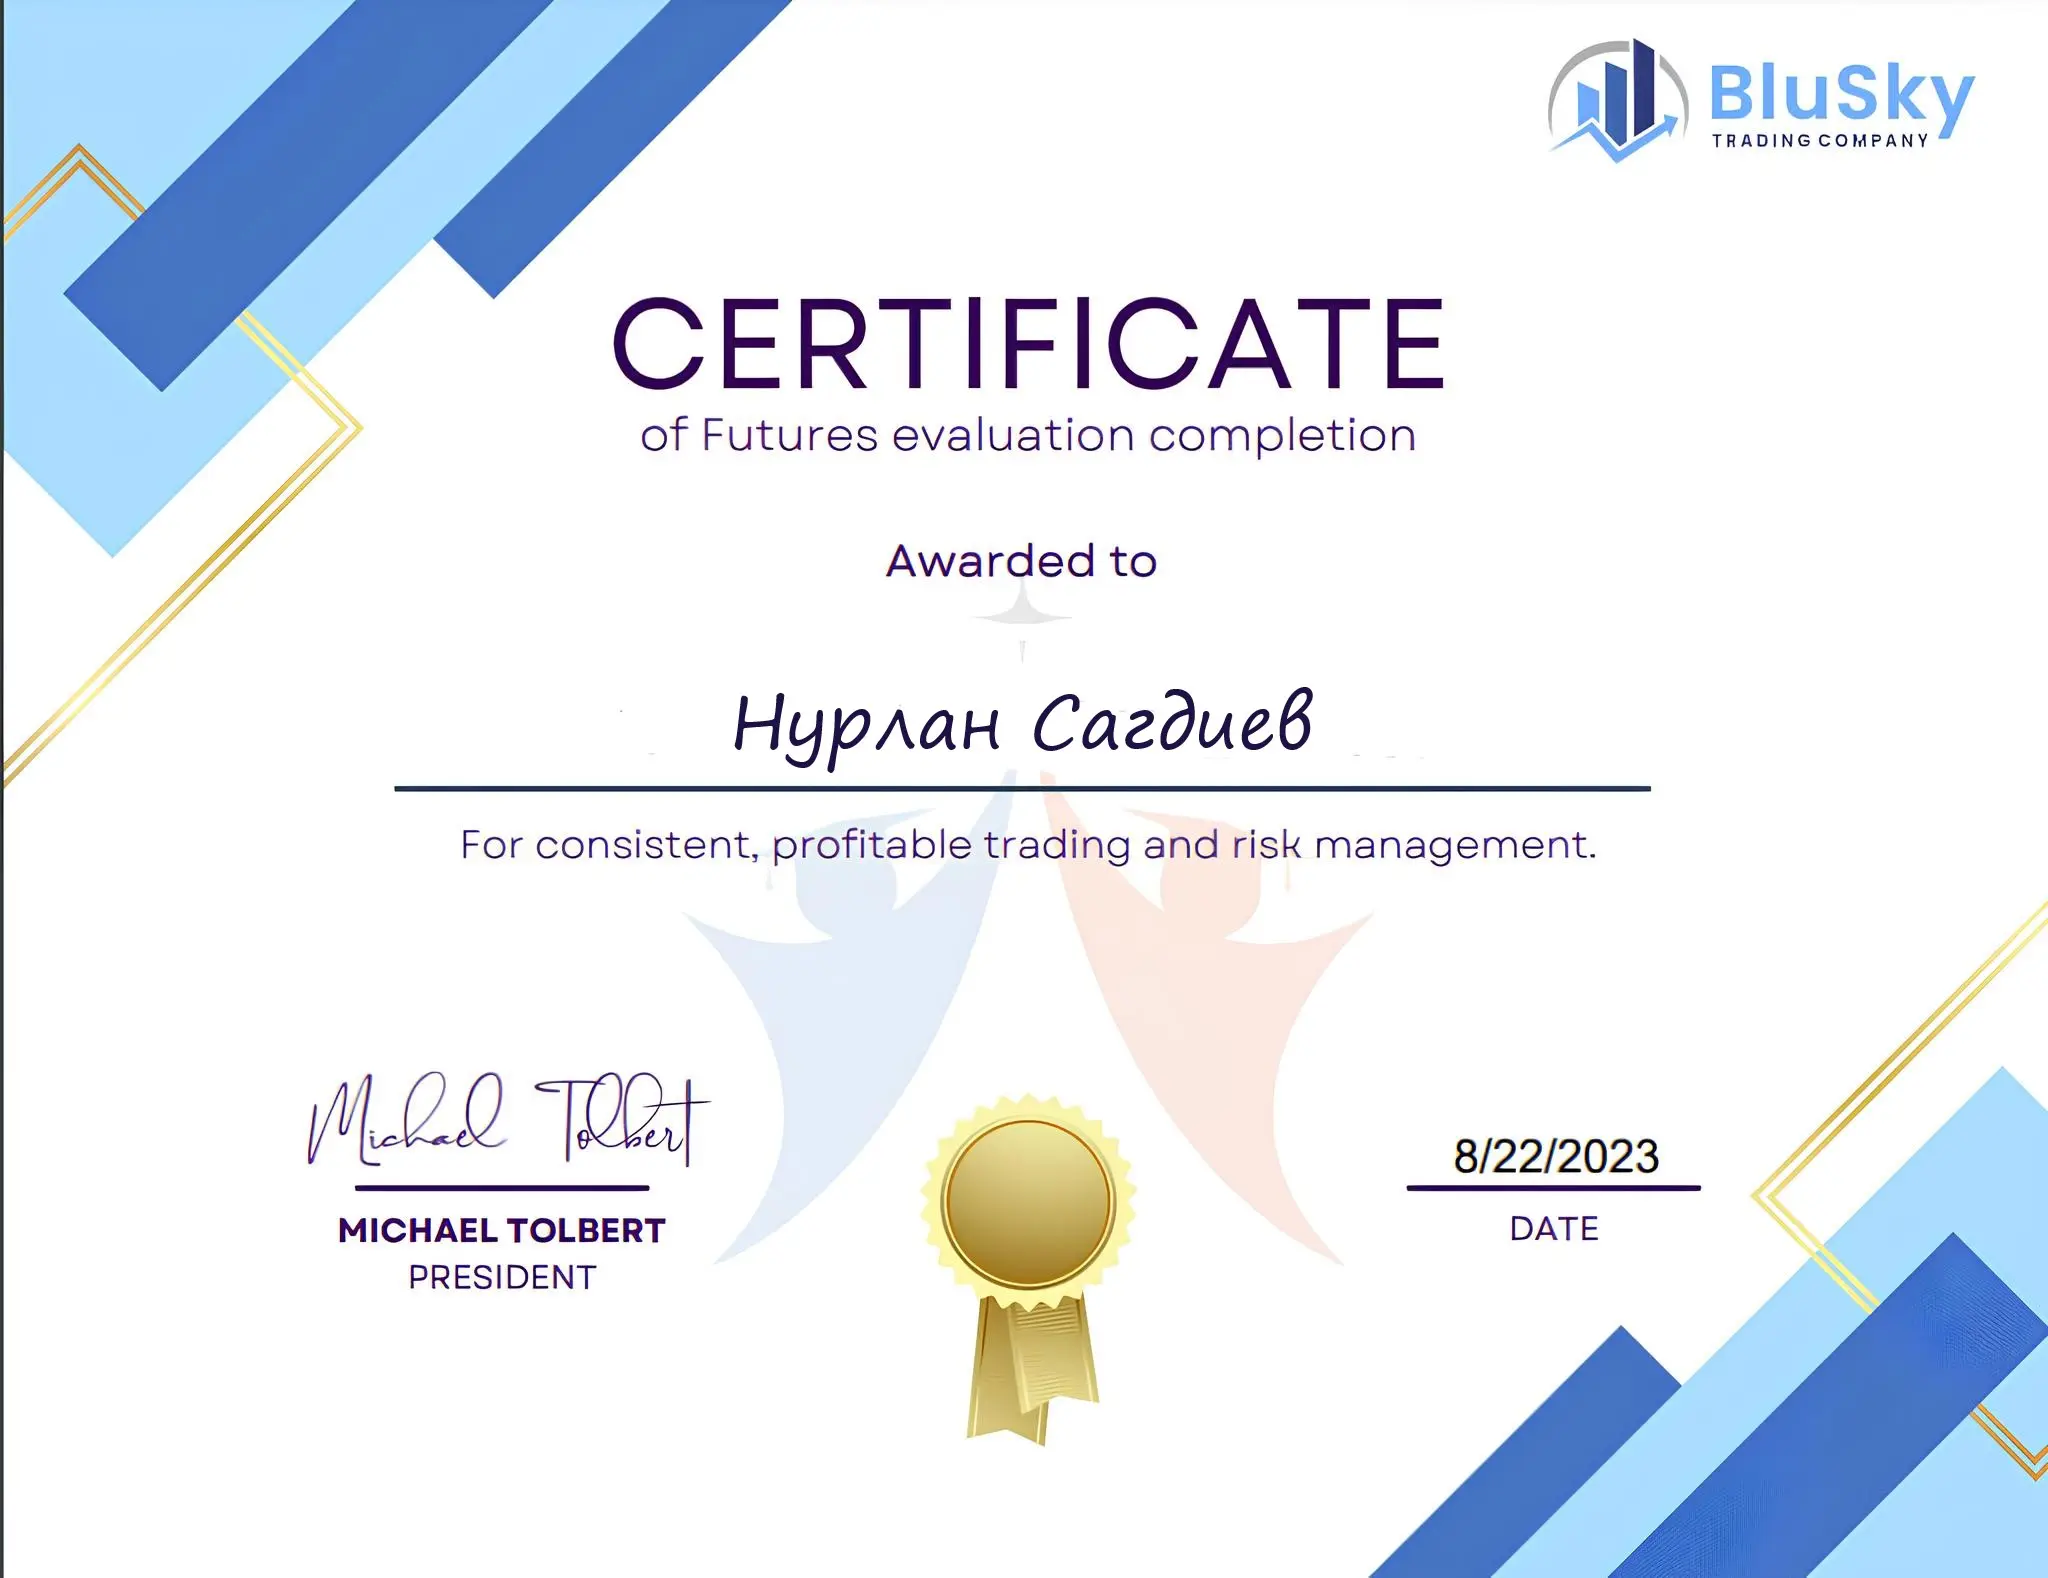 BluSky
TRADING COMPANY
CERTIFICATE
of Futures evaluation completion
Awarded to
Нурлан Сагдиев
For consistent, profitable trading and risk management.
Michael Tolbert
MICHAEL TOLBERT
PRESIDENT
8/22/2023
DATE